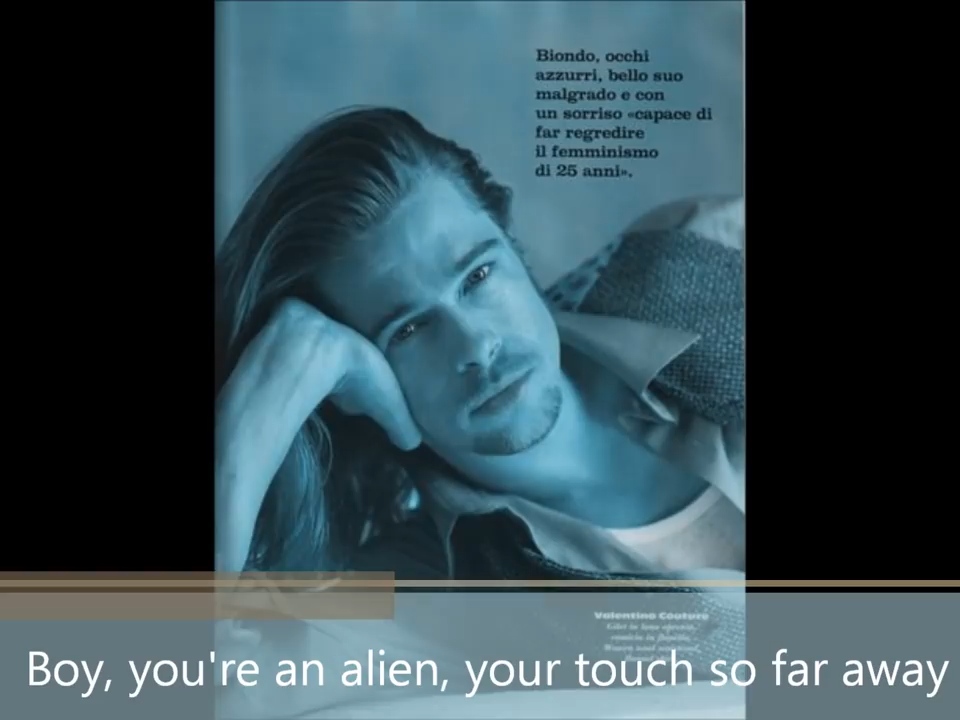 Biondo, occhi
azzurri, bello suo
malgrado e con
un sorriso «capace di
far regredire
il femminismo
di 25 anni».
Valentino Couture
Boy, you're an alien, your touch so far away